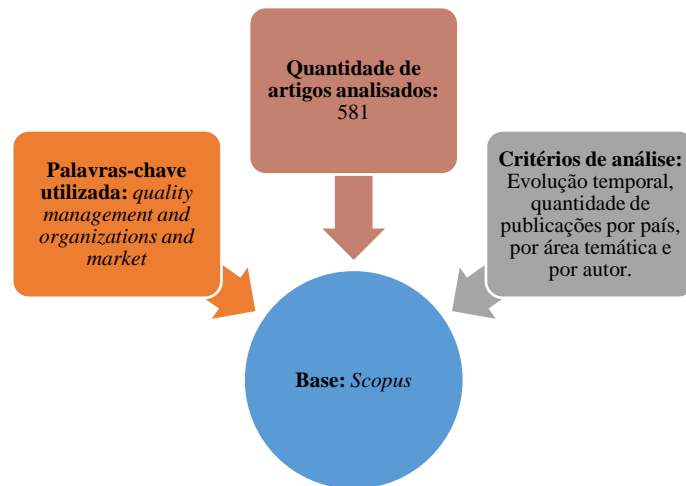 Palavras-chave
utilizada: quality
management and
organizations and
market
Quantidade de
artigos analisados:
581
Critérios de análise:
Evolução temporal,
quantidade de
publicações por país,
por área temática e
por autor.
Base: Scopus